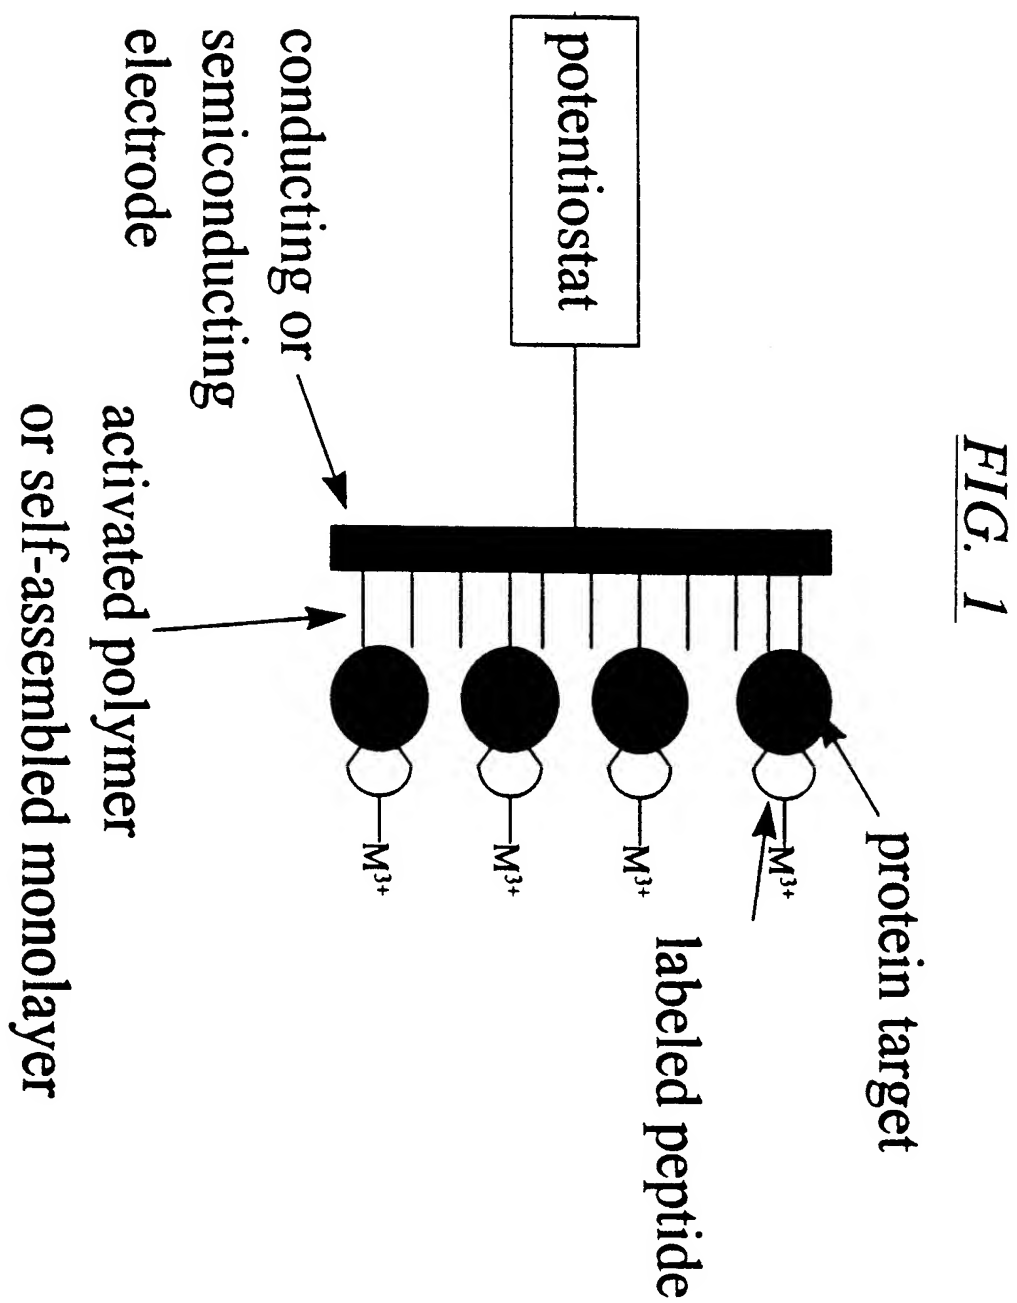 FIG. 1
protein target
labeled peptide
potentiostat
M³⁺
M³⁺
M³⁺
M³⁺
conducting or
semiconducting
electrode
activated polymer
or self-assembled monolayer